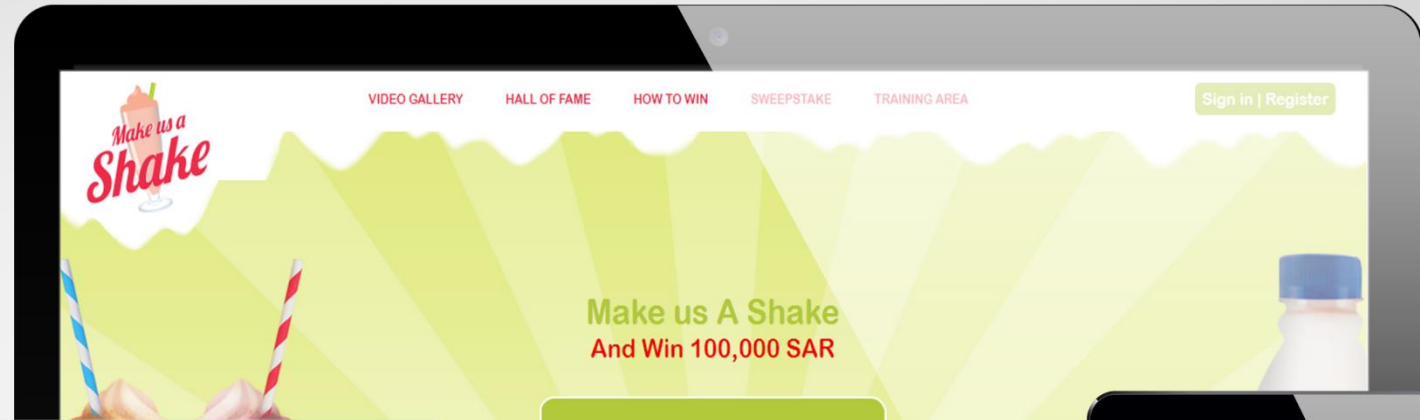 Make us a
Shake
VIDEO GALLERY HALL OF FAME HOW TO WIN SWEEPSTAKE TRAINING AREA
Sign in | Register
Make us A Shake
And Win 100,000 SAR